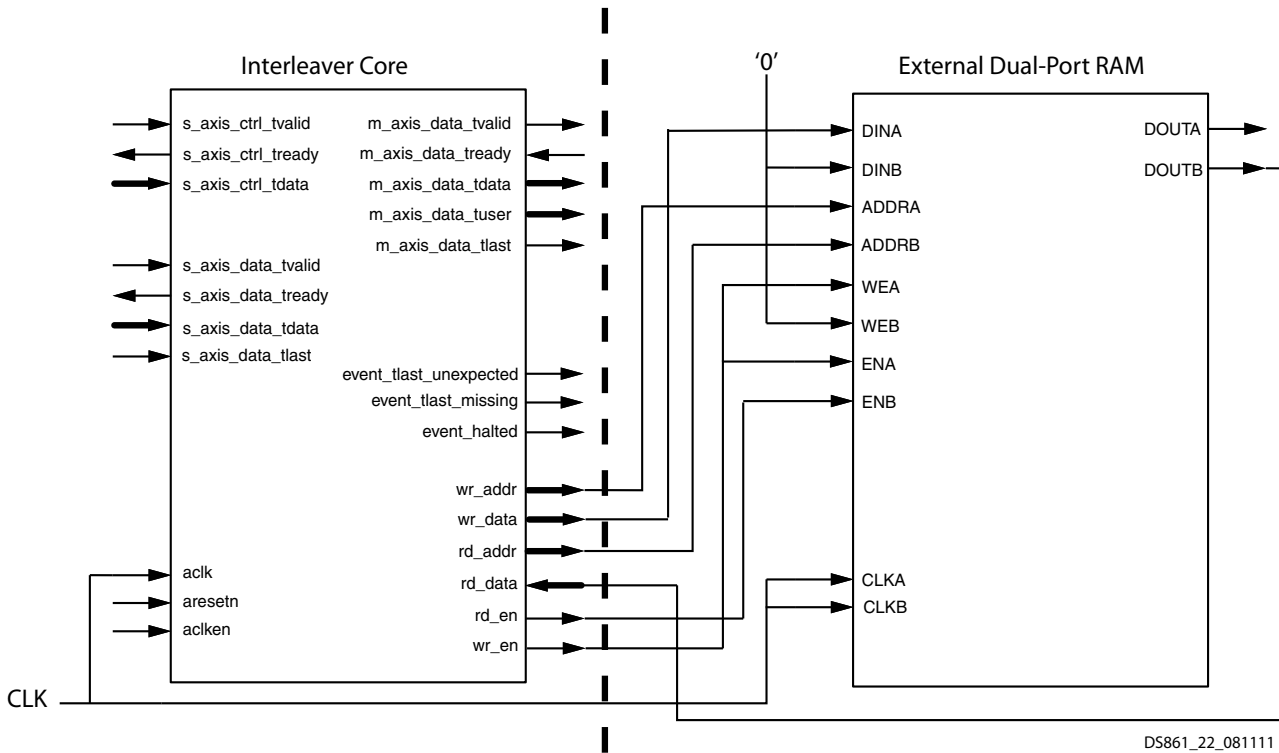 Interleaver Core
'0'
External Dual-Port RAM
s_axis_ctrl_tvalid
s_axis_ctrl_tready
s_axis_ctrl_tdata
s_axis_data_tvalid
s_axis_data_tready
s_axis_data_tdata
s_axis_data_tlast
aclk
aresetn
aclken
m_axis_data_tvalid
m_axis_data_tready
m_axis_data_tdata
m_axis_data_tuser
m_axis_data_tlast
event_tlast_unexpected
event_tlast_missing
event_halted
wr_addr
wr_data
rd_addr
rd_data
rd_en
wr_en
DINA
DINB
ADDRA
ADDRB
WEA
WEB
ENA
ENB
CLKA
CLKB
DOUTA
DOUTB
CLK
DS861_22_081111